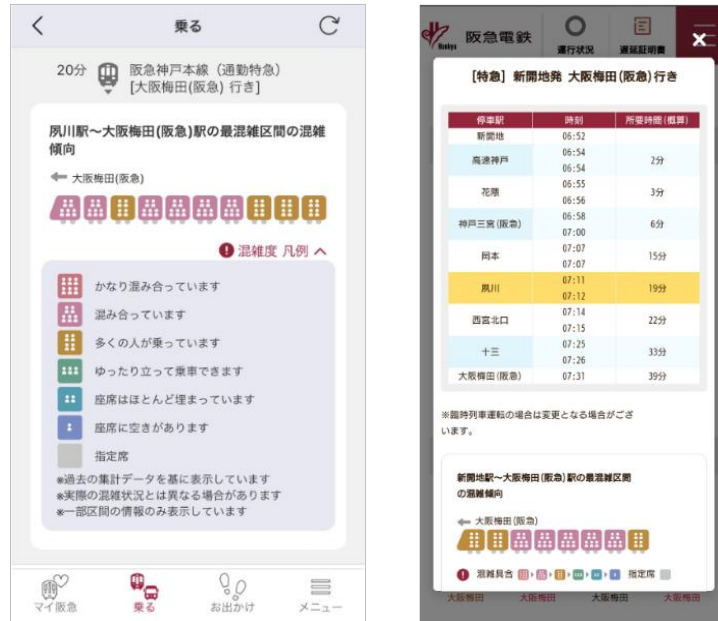 乗る
20分
阪急神戸本線（通勤特急）
[大阪梅田(阪急) 行き]
夙川駅～大阪梅田(阪急)駅の最混雑区間の混雑
傾向
大阪梅田(阪急)
混雑度 凡例
かなり混み合っています
混み合っています
多くの人が乗っています
ゆったり立って乗車できます
座席はほとんど埋まっています
座席に空きがあります
指定席
※過去の集計データを基に表示しています
※実際の混雑状況とは異なる場合があります
※一部区間の情報のみ表示しています
マイ阪急
乗る
お出かけ
メニュー
Hankyu 阪急電鉄
運行状況
遅延証明書
[特急] 新開地発 大阪梅田(阪急)行き
停車駅 時刻 所要時間(概算)
新開地 06:52
高速神戸 06:54 06:54 2分
花隈 06:55 06:56 3分
神戸三宮(阪急) 06:58 07:00 6分
岡本 07:07 07:07 15分
夙川 07:11 07:12 19分
西宮北口 07:14 07:15 22分
十三 07:25 07:26 33分
大阪梅田(阪急) 07:31 39分
※臨時列車運転の場合は変更となる場合がござ
います。
新開地駅～大阪梅田(阪急)駅の最混雑区間
の混雑傾向
大阪梅田(阪急)
混雑具合
指定席
大阪梅田 大阪梅田 大阪梅田 大阪梅田